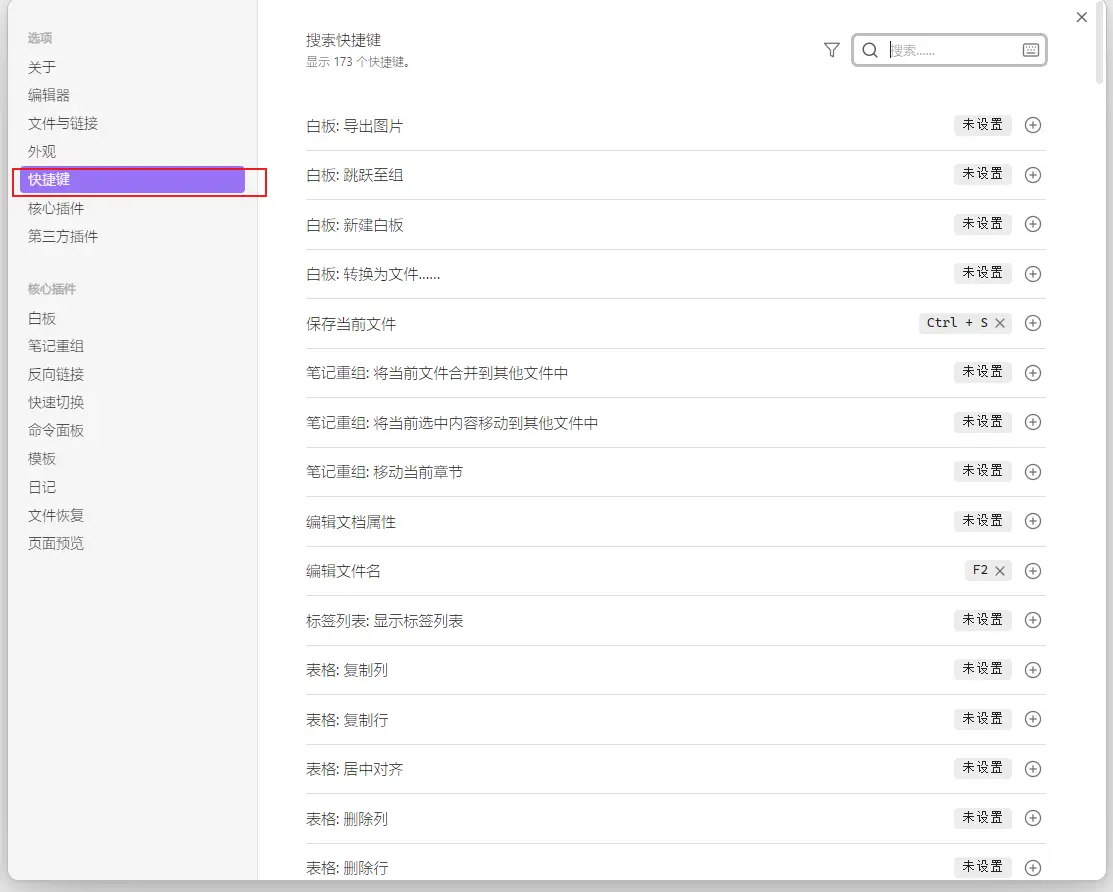 选项
关于
编辑器
文件与链接
外观
快捷键
核心插件
第三方插件
核心插件
白板
笔记重组
反向链接
快速切换
命令面板
模板
日记
文件恢复
页面预览
搜索快捷键
显示 173 个快捷键。
搜索......
白板: 导出图片 未设置
白板: 跳跃至组 未设置
白板: 新建白板 未设置
白板: 转换为文件...... 未设置
保存当前文件 Ctrl + S
笔记重组: 将当前文件合并到其他文件中 未设置
笔记重组: 将当前选中内容移动到其他文件中 未设置
笔记重组: 移动当前章节 未设置
编辑文档属性 未设置
编辑文件名 F2
标签列表: 显示标签列表 未设置
表格: 复制列 未设置
表格: 复制行 未设置
表格: 居中对齐 未设置
表格: 删除列 未设置
表格: 删除行 未设置